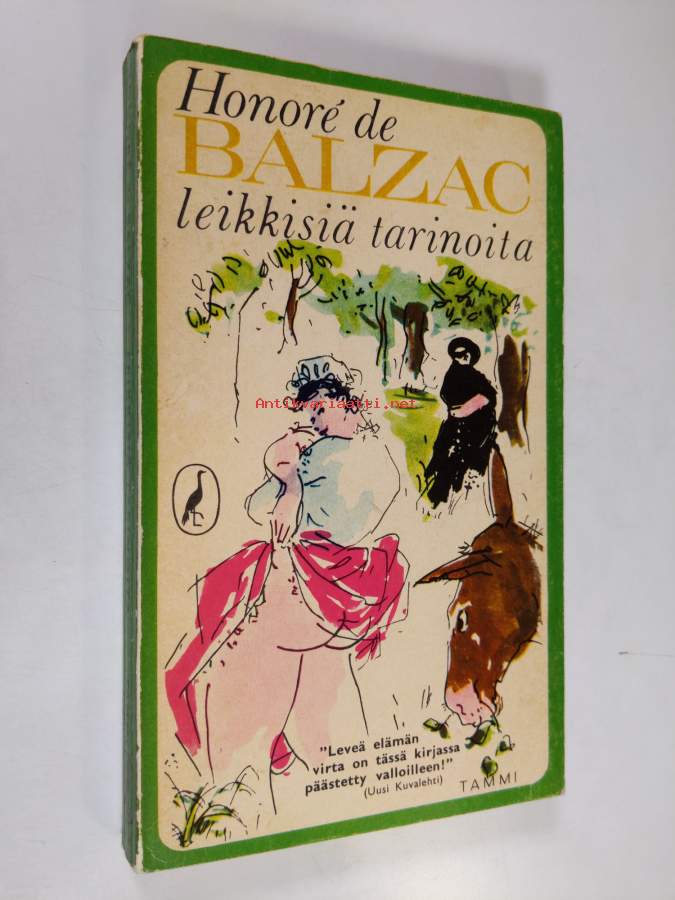 Honoré de
BALZAC
leikkisiä tarinoita
Antikvariaatti.net
"Leveä elämän
virta on tässä kirjassa
päästetty valloilleen!"
(Uusi Kuvalehti)
TAMMI